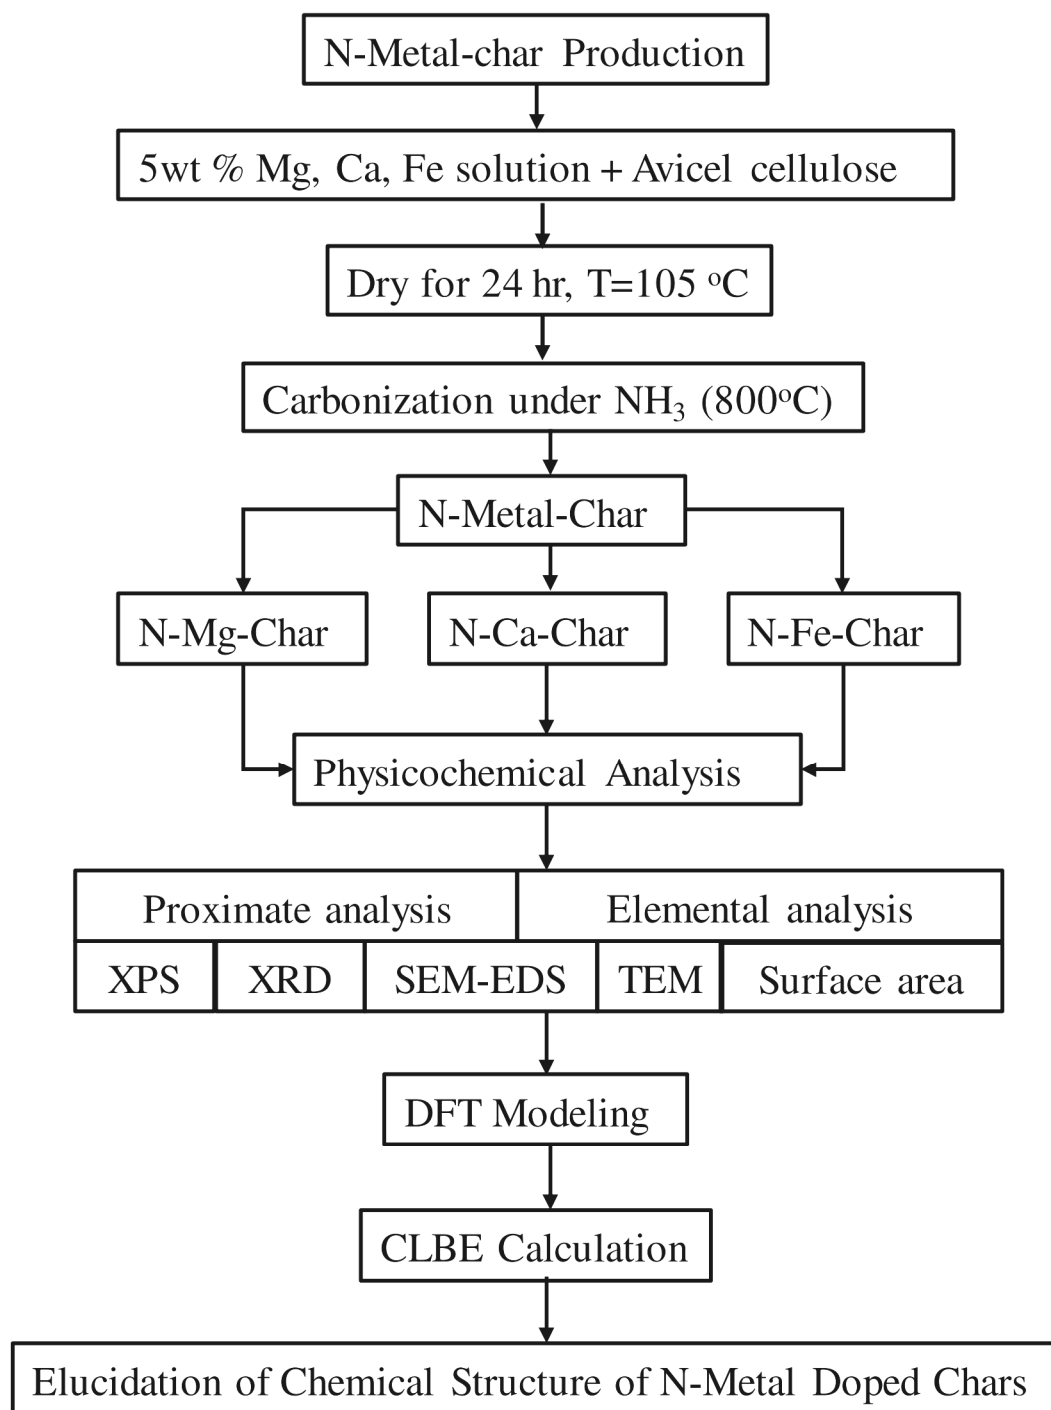 N-Metal-char Production
5wt % Mg, Ca, Fe solution + Avicel cellulose
Dry for 24 hr, T=105 ºC
Carbonization under NH₃ (800ºC)
N-Metal-Char
N-Mg-Char
N-Ca-Char
N-Fe-Char
Physicochemical Analysis
Proximate analysis
Elemental analysis
XPS
XRD
SEM-EDS
TEM
Surface area
DFT Modeling
CLBE Calculation
Elucidation of Chemical Structure of N-Metal Doped Chars